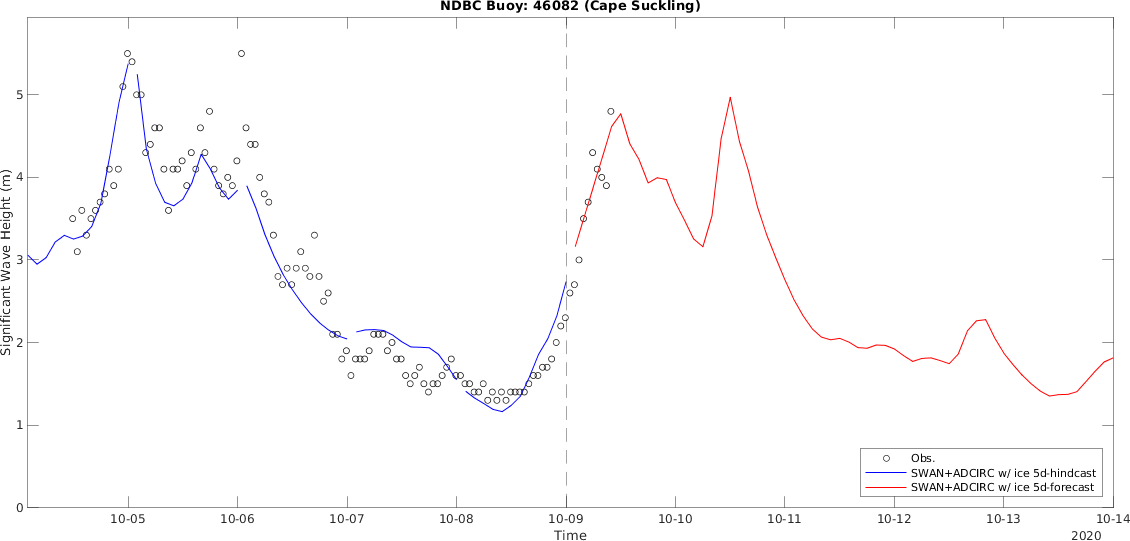 NDBC Buoy: 46082 (Cape Suckling)
Significant Wave Height (m)
5
4
3
2
1
0
Obs.
SWAN+ADCIRC w/ ice 5d-hindcast
SWAN+ADCIRC w/ ice 5d-forecast
10-05 10-06 10-07 10-08 10-09 10-10 10-11 10-12 10-13 10-14
Time
2020